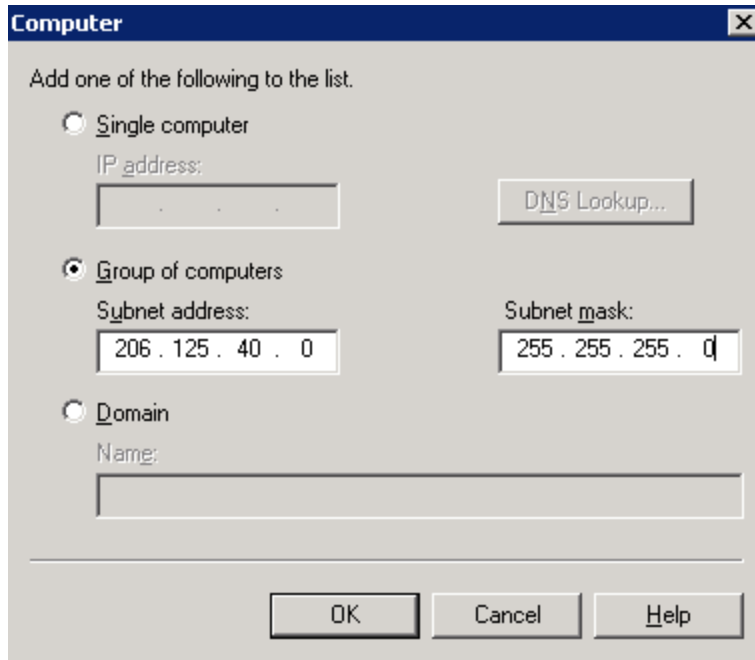 Computer
Add one of the following to the list.
Single computer
IP address:
. . .
DNS Lookup...
Group of computers
Subnet address: Subnet mask:
206 . 125 . 40 . 0 255 . 255 . 255 . 0
Domain
Name:
OK Cancel Help